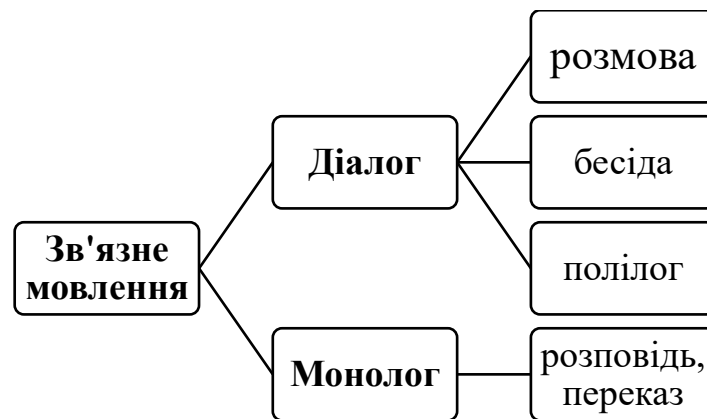 розмова
Діалог
бесіда
Зв'язне
мовлення
полілог
Монолог
розповідь,
переказ